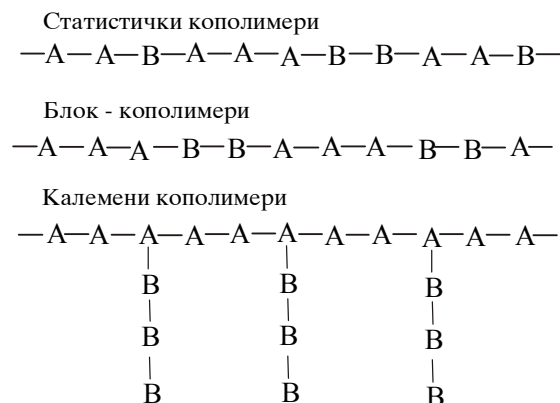 Статистички кополимери
—A—A—B—A—A—A—B—B—A—A—B—
Блок - кополимери
—A—A—A—B—B—A—A—A—B—B—A—
Калемени кополимери
—A—A—A—A—A—A—A—A—A—A—A—
B B B
B B B
B B B